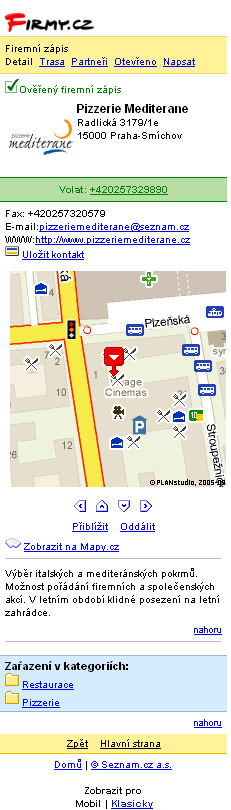 FIRMY.CZ
Firemní zápis
Detail Trasa Partneři Otevřeno Napsat
Ověřený firemní zápis
Pizzerie Mediterane
Radlická 3179/1e
15000 Praha-Smíchov
pizzerie
mediterane
Volat: +420257329890
Fax: +420257320579
E-mail:pizzeriemediterane@seznam.cz
WWW:http://www.pizzeriemediterane.cz
Uložit kontakt
Plzeňská
Cinemas
P
10
10
1
© PLANstudio, 2005-08
Přiblížit Oddálit
Zobrazit na Mapy.cz
Výběr italských a mediteránských pokrmů.
Možnost pořádání firemních a společenských
akcí. V letním období klidné posezení na letní
zahrádce.
nahoru
Zařazení v kategoriích:
Restaurace
Pizzerie
nahoru
Zpět Hlavní strana
Domů | © Seznam.cz a.s.
Zobrazit pro
Mobil | Klasicky